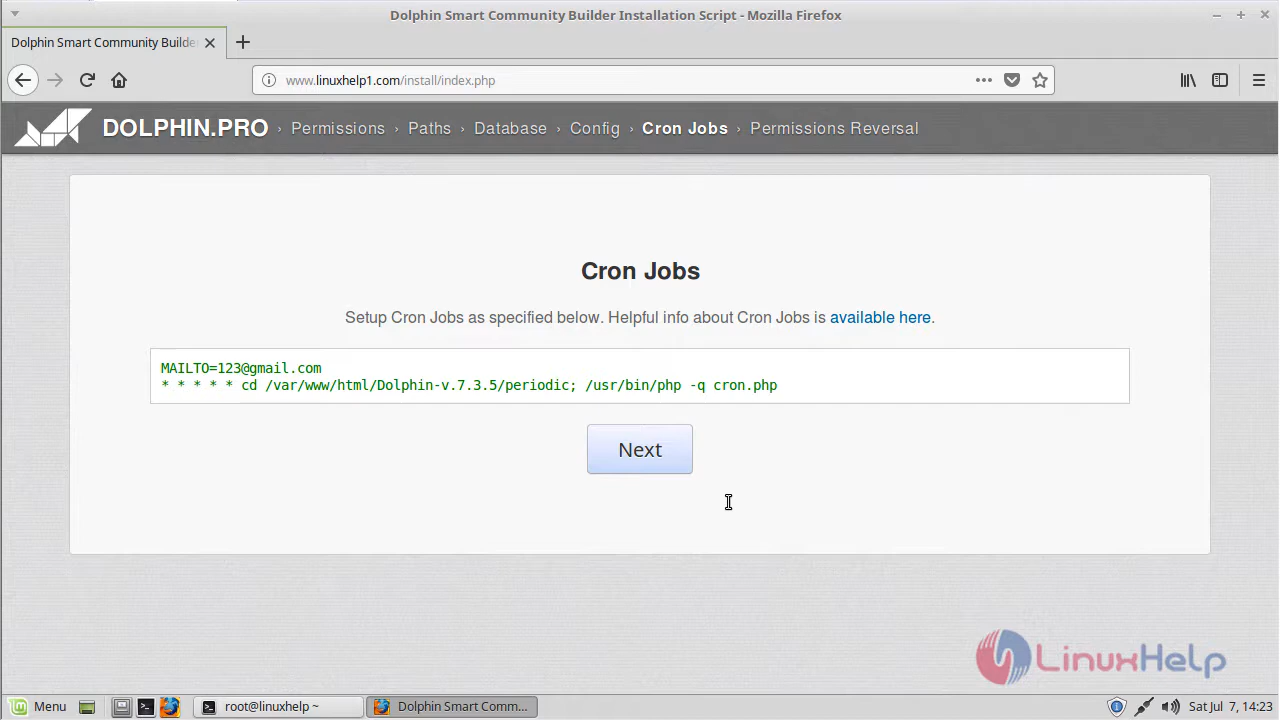 Dolphin Smart Community Builder Installation Script - Mozilla Firefox
Dolphin Smart Community Builde
www.linuxhelp1.com/install/index.php
DOLPHIN.PRO › Permissions › Paths › Database › Config › Cron Jobs › Permissions Reversal
Cron Jobs
Setup Cron Jobs as specified below. Helpful info about Cron Jobs is available here.
MAILTO=123@gmail.com
* * * * * cd /var/www/html/Dolphin-v.7.3.5/periodic; /usr/bin/php -q cron.php
Next
LinuxHelp
Menu root@linuxhelp ~ Dolphin Smart Comm... Sat Jul 7, 14:23